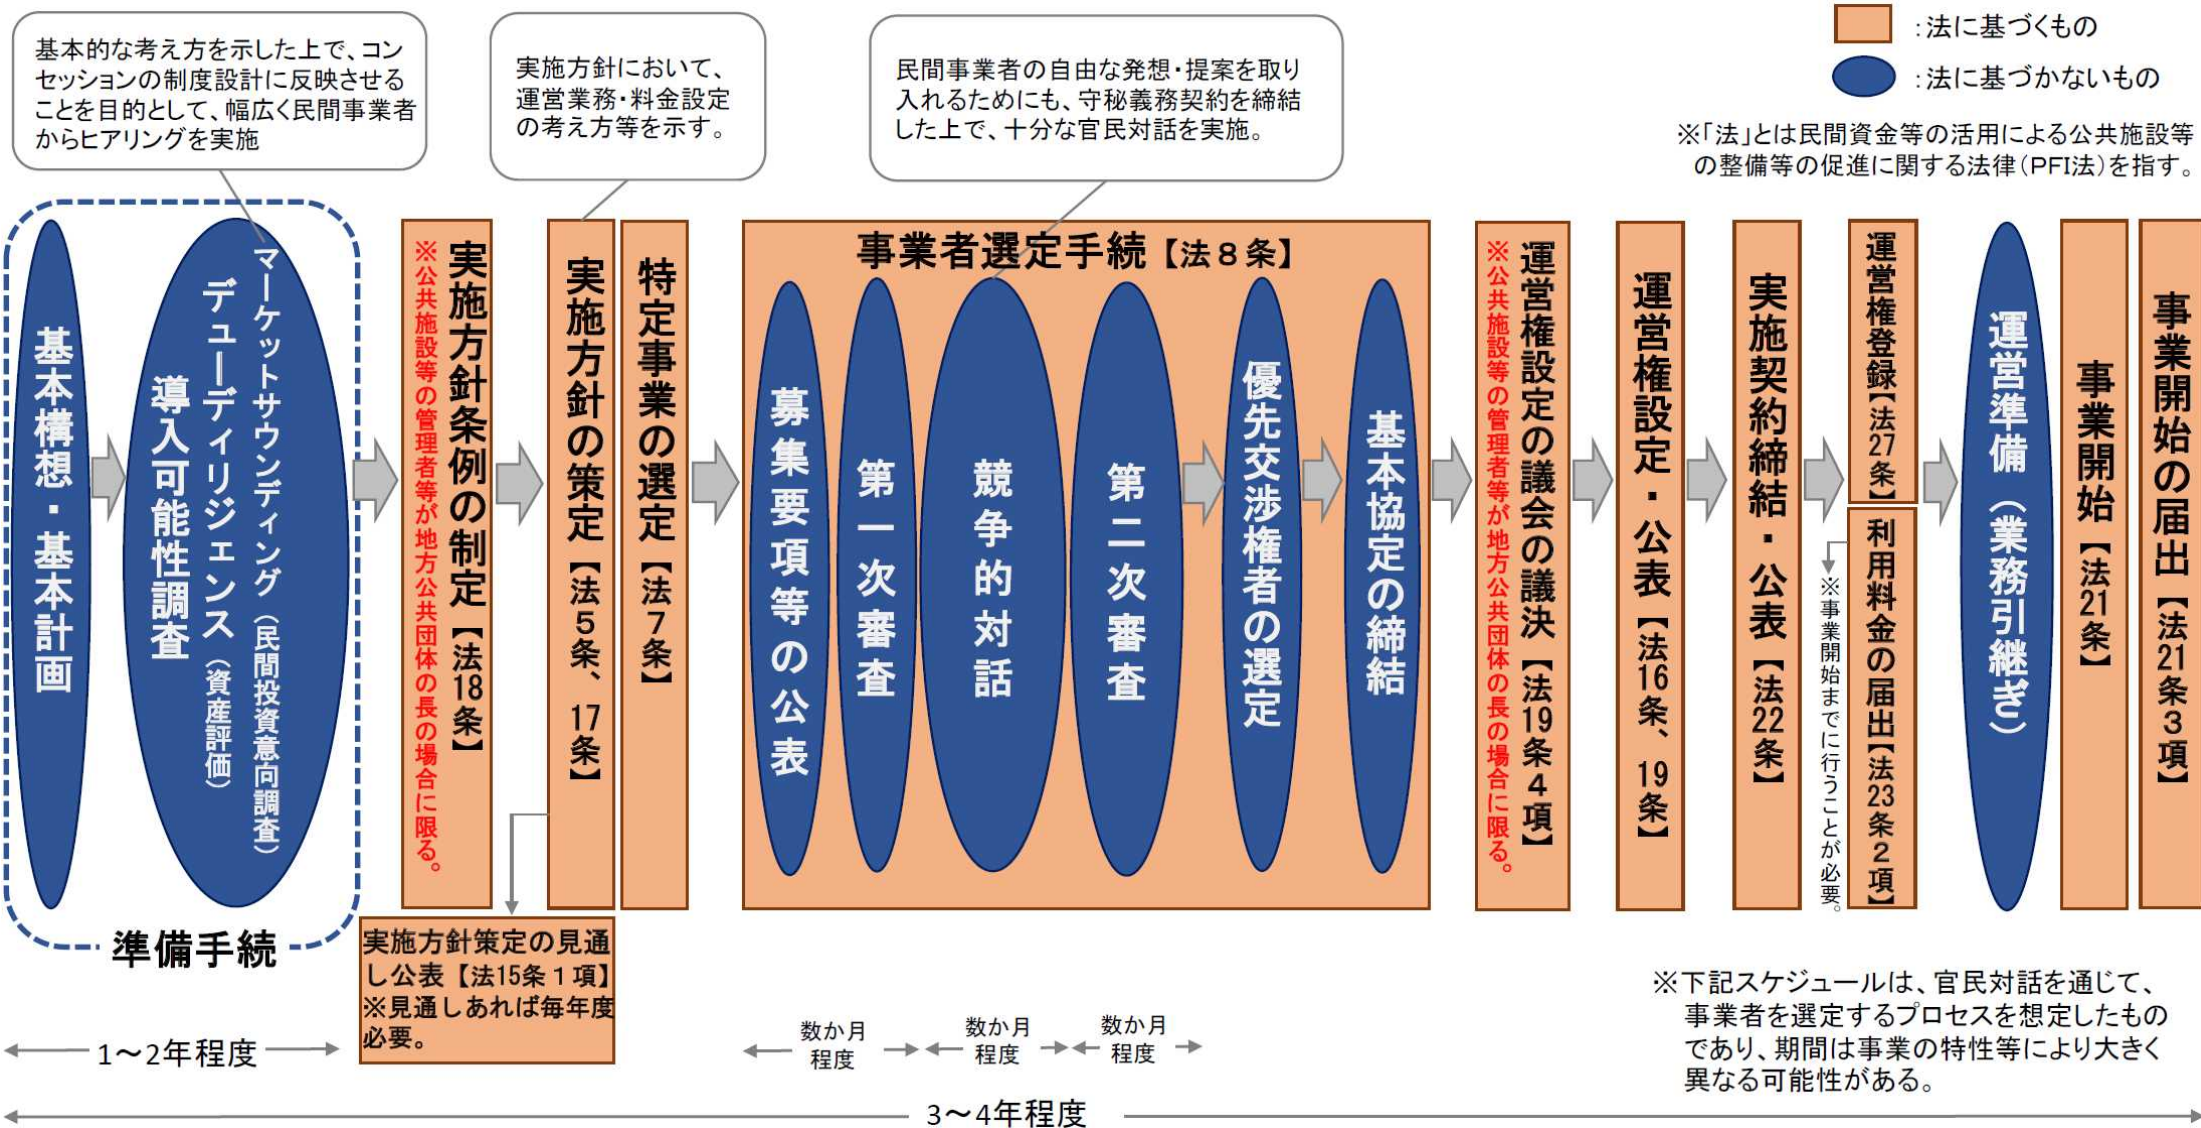 基本的な考え方を示した上で、コン
セッションの制度設計に反映させる
ことを目的として、幅広く民間事業者
からヒアリングを実施
実施方針において、
運営業務・料金設定
の考え方等を示す。
民間事業者の自由な発想・提案を取り
入れるためにも、守秘義務契約を締結
した上で、十分な官民対話を実施。
：法に基づくもの
：法に基づかないもの
※「法」とは民間資金等の活用による公共施設等
の整備等の促進に関する法律（PFI法）を指す。
基本構想・基本計画
マーケットサウンディング（民間投資意向調査）
デューディリジェンス（資産評価）
導入可能性調査
準備手続
実施方針条例の制定【法18条】
※公共施設等の管理者等が地方公共団体の長の場合に限る。
実施方針の策定【法5条、17条】
特定事業の選定【法7条】
実施方針策定の見通
し公表【法15条１項】
※見通しあれば毎年度
必要。
事業者選定手続【法８条】
募集要項等の公表
第一次審査
競争的対話
第二次審査
優先交渉権者の選定
基本協定の締結
運営権設定の議会の議決【法19条４項】
※公共施設等の管理者等が地方公共団体の長の場合に限る。
運営権設定・公表【法16条、19条】
実施契約締結・公表【法22条】
運営権登録【法27条】
利用料金の届出【法23条２項】
※事業開始までに行うことが必要。
運営準備（業務引継ぎ）
事業開始【法21条】
事業開始の届出【法21条３項】
※下記スケジュールは、官民対話を通じて、
事業者を選定するプロセスを想定したもの
であり、期間は事業の特性等により大きく
異なる可能性がある。
1～2年程度
数か月
程度
数か月
程度
数か月
程度
3～4年程度